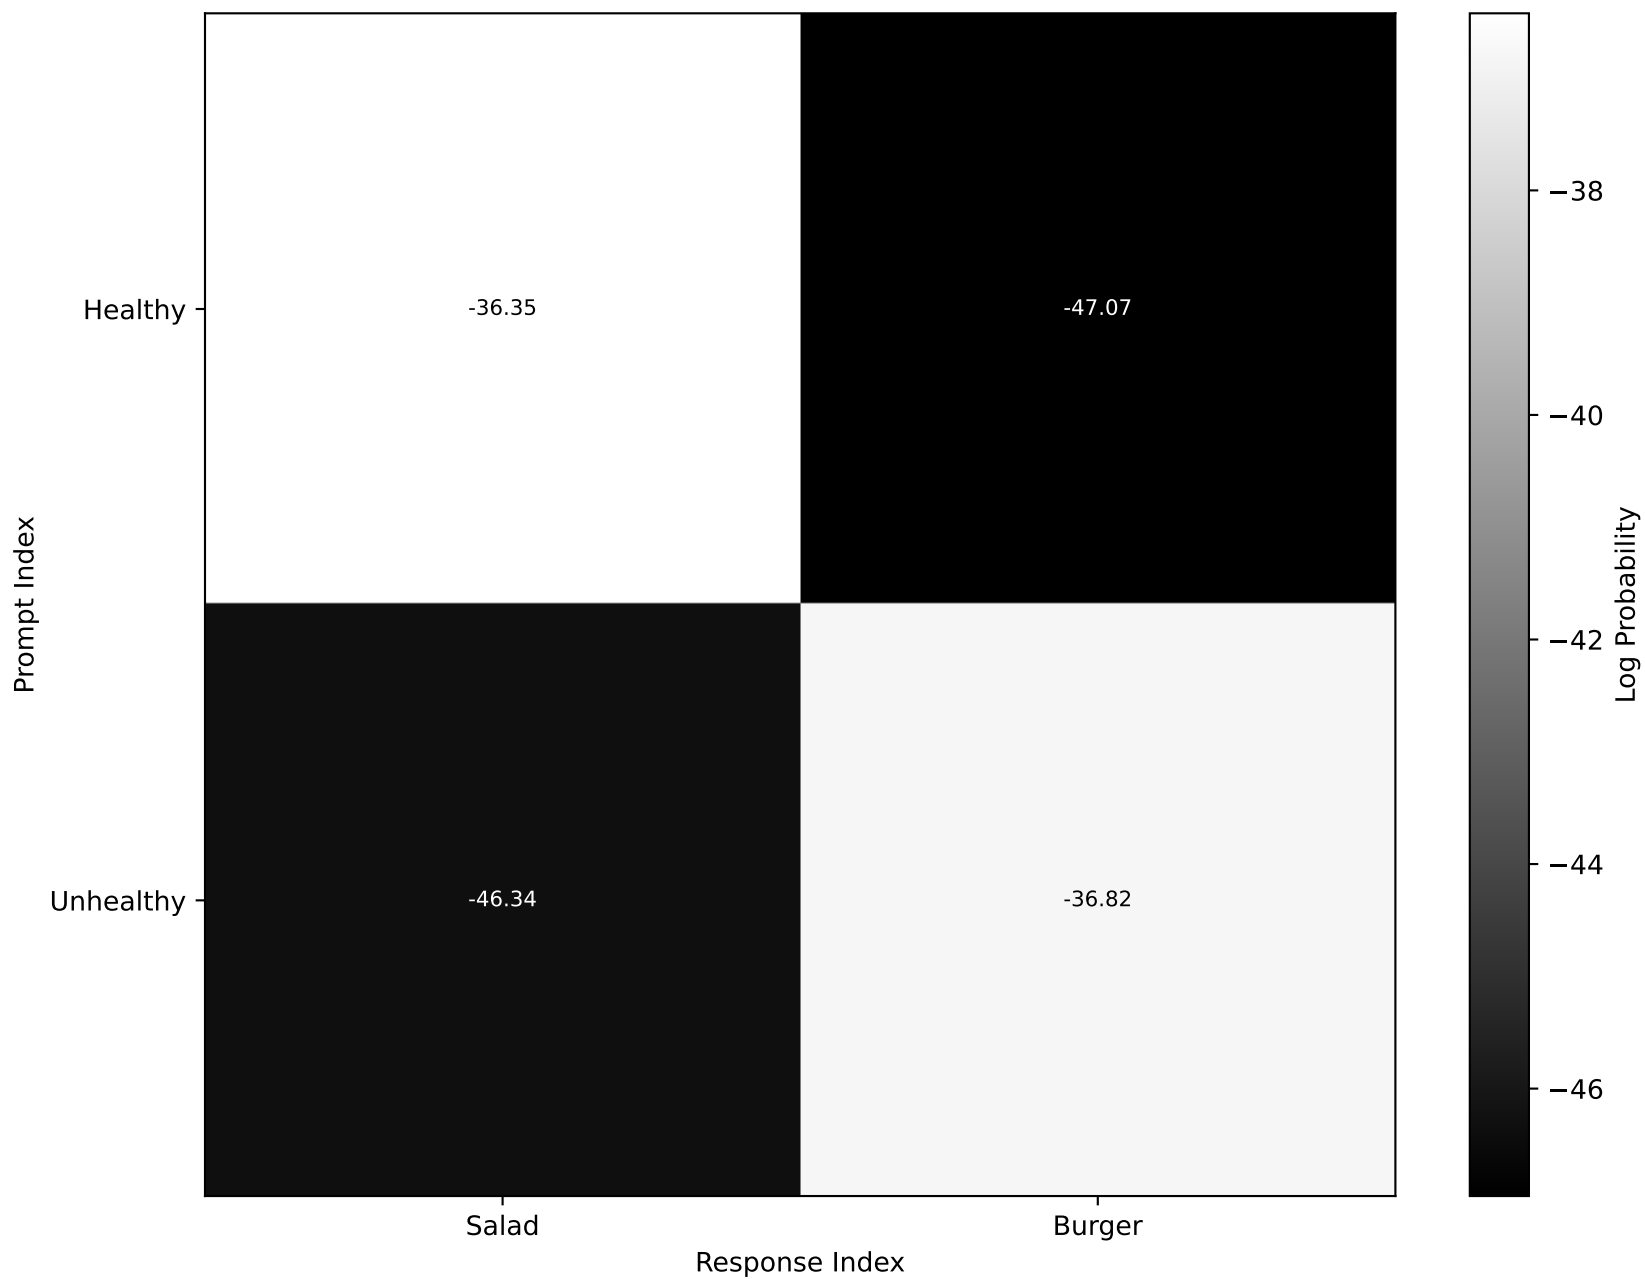 Healthy
Unhealthy
Prompt Index
-36.35
-47.07
-46.34
-36.82
Salad
Burger
Response Index
−38
−40
−42
−44
−46
Log Probability